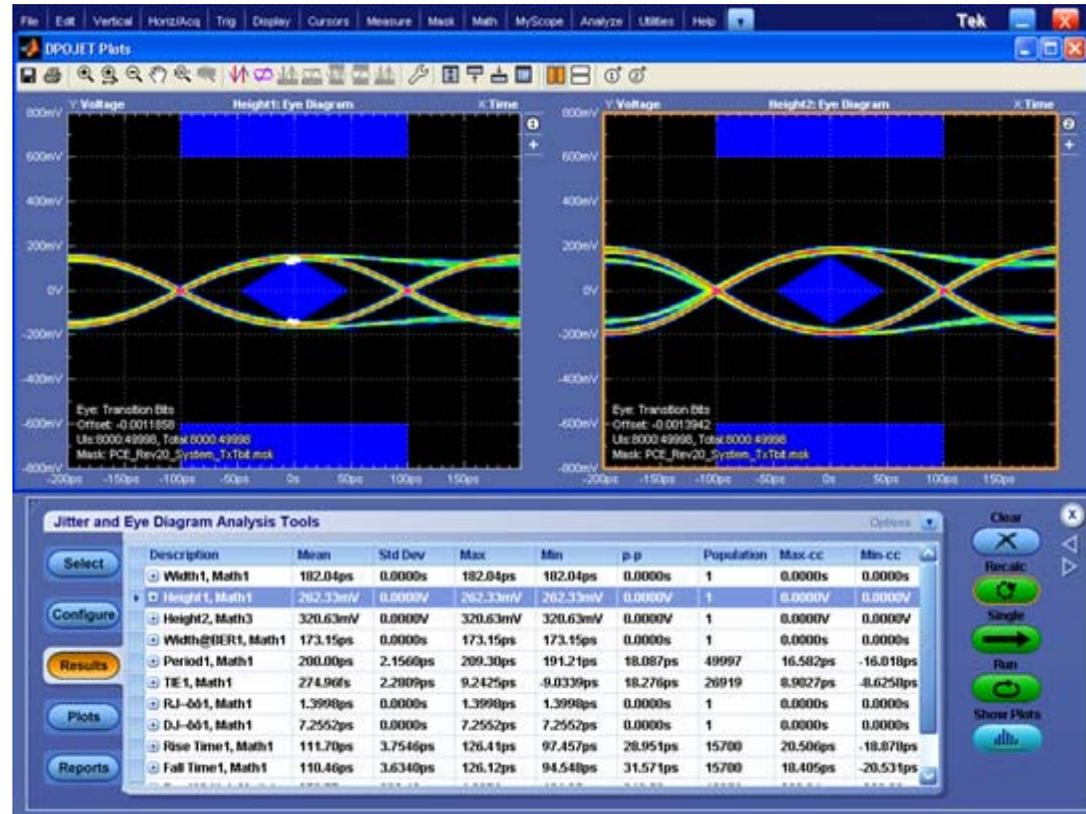 File Edit Vertical Horiz/Acq Trig Display Cursors Measure Mask Math MyScope Analyze Utilities Help Tek
DPOJET Plots
Y:Voltage Height1: Eye Diagram X:Time
800mV
600mV
400mV
200mV
0V
-200mV
-400mV
-600mV
-800mV
Eye: Transition Bits
Offset: -0.0011858
UIs:8000:49998, Total:8000:49998
Mask: PCE_Rev20_System_TxTbit.msk
-200ps -150ps -100ps -50ps 0s 50ps 100ps 150ps
Y:Voltage Height2: Eye Diagram X:Time
800mV
600mV
400mV
200mV
0V
-200mV
-400mV
-600mV
-800mV
Eye: Transition Bits
Offset: -0.0013942
UIs:8000:49998, Total:8000:49998
Mask: PCE_Rev20_System_TxTbit.msk
-200ps -150ps -100ps -50ps 0s 50ps 100ps 150ps
Jitter and Eye Diagram Analysis Tools Options
Select
Configure
Results
Plots
Reports
Description Mean Std Dev Max Min p-p Population Max-cc Min-cc
Width1, Math1 182.04ps 0.0000s 182.04ps 182.04ps 0.0000s 1 0.0000s 0.0000s
Height1, Math1 262.33mV 0.0000V 262.33mV 262.33mV 0.0000V 1 0.0000V 0.0000V
Height2, Math3 320.63mV 0.0000V 320.63mV 320.63mV 0.0000V 1 0.0000V 0.0000V
Width@BER1, Math1 173.15ps 0.0000s 173.15ps 173.15ps 0.0000s 1 0.0000s 0.0000s
Period1, Math1 200.00ps 2.1560ps 209.30ps 191.21ps 18.087ps 49997 16.582ps -16.018ps
TIE1, Math1 274.96fs 2.2809ps 9.2425ps -9.0339ps 18.276ps 26919 8.9027ps -8.6258ps
RJ-δδ1, Math1 1.3998ps 0.0000s 1.3998ps 1.3998ps 0.0000s 1 0.0000s 0.0000s
DJ-δδ1, Math1 7.2552ps 0.0000s 7.2552ps 7.2552ps 0.0000s 1 0.0000s 0.0000s
Rise Time1, Math1 111.70ps 3.7546ps 126.41ps 97.457ps 28.951ps 15700 20.506ps -18.878ps
Fall Time1, Math1 110.46ps 3.6340ps 126.12ps 94.548ps 31.571ps 15700 18.405ps -20.531ps
Clear
Recalc
Single
Run
Show Plots